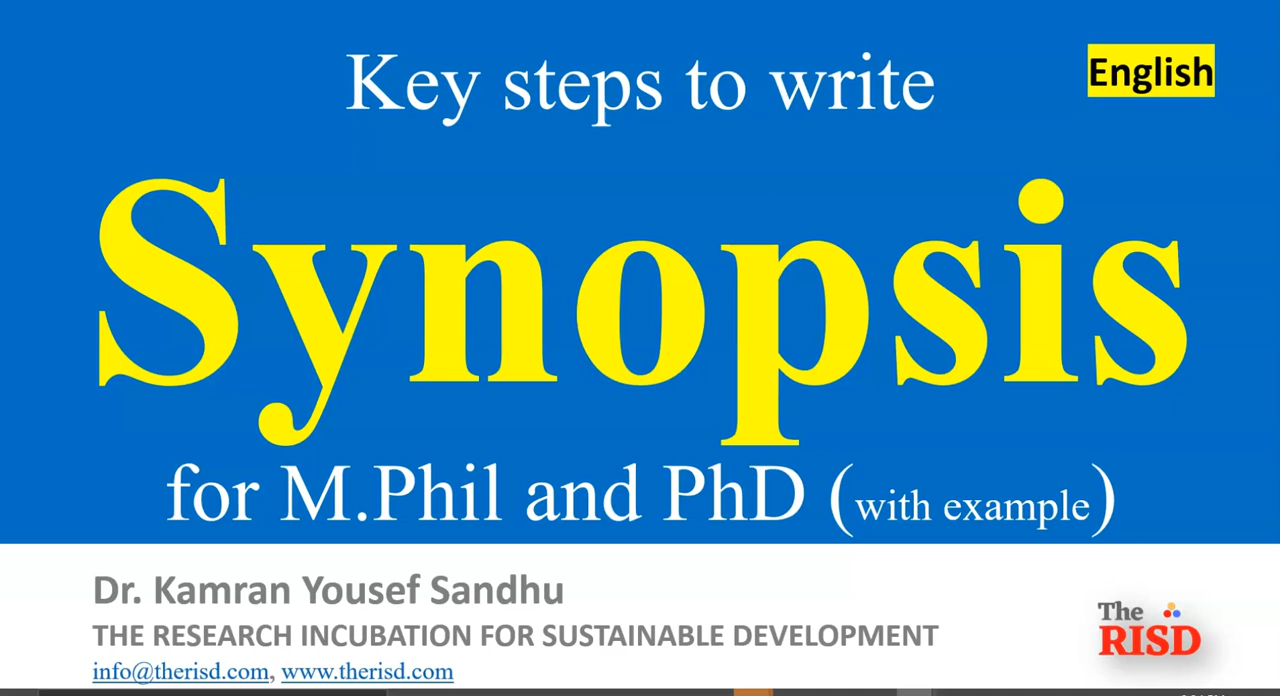 Key steps to write
English
Synopsis
for M.Phil and PhD (with example)
Dr. Kamran Yousef Sandhu
THE RESEARCH INCUBATION FOR SUSTAINABLE DEVELOPMENT
info@therisd.com, www.therisd.com
The
RISD